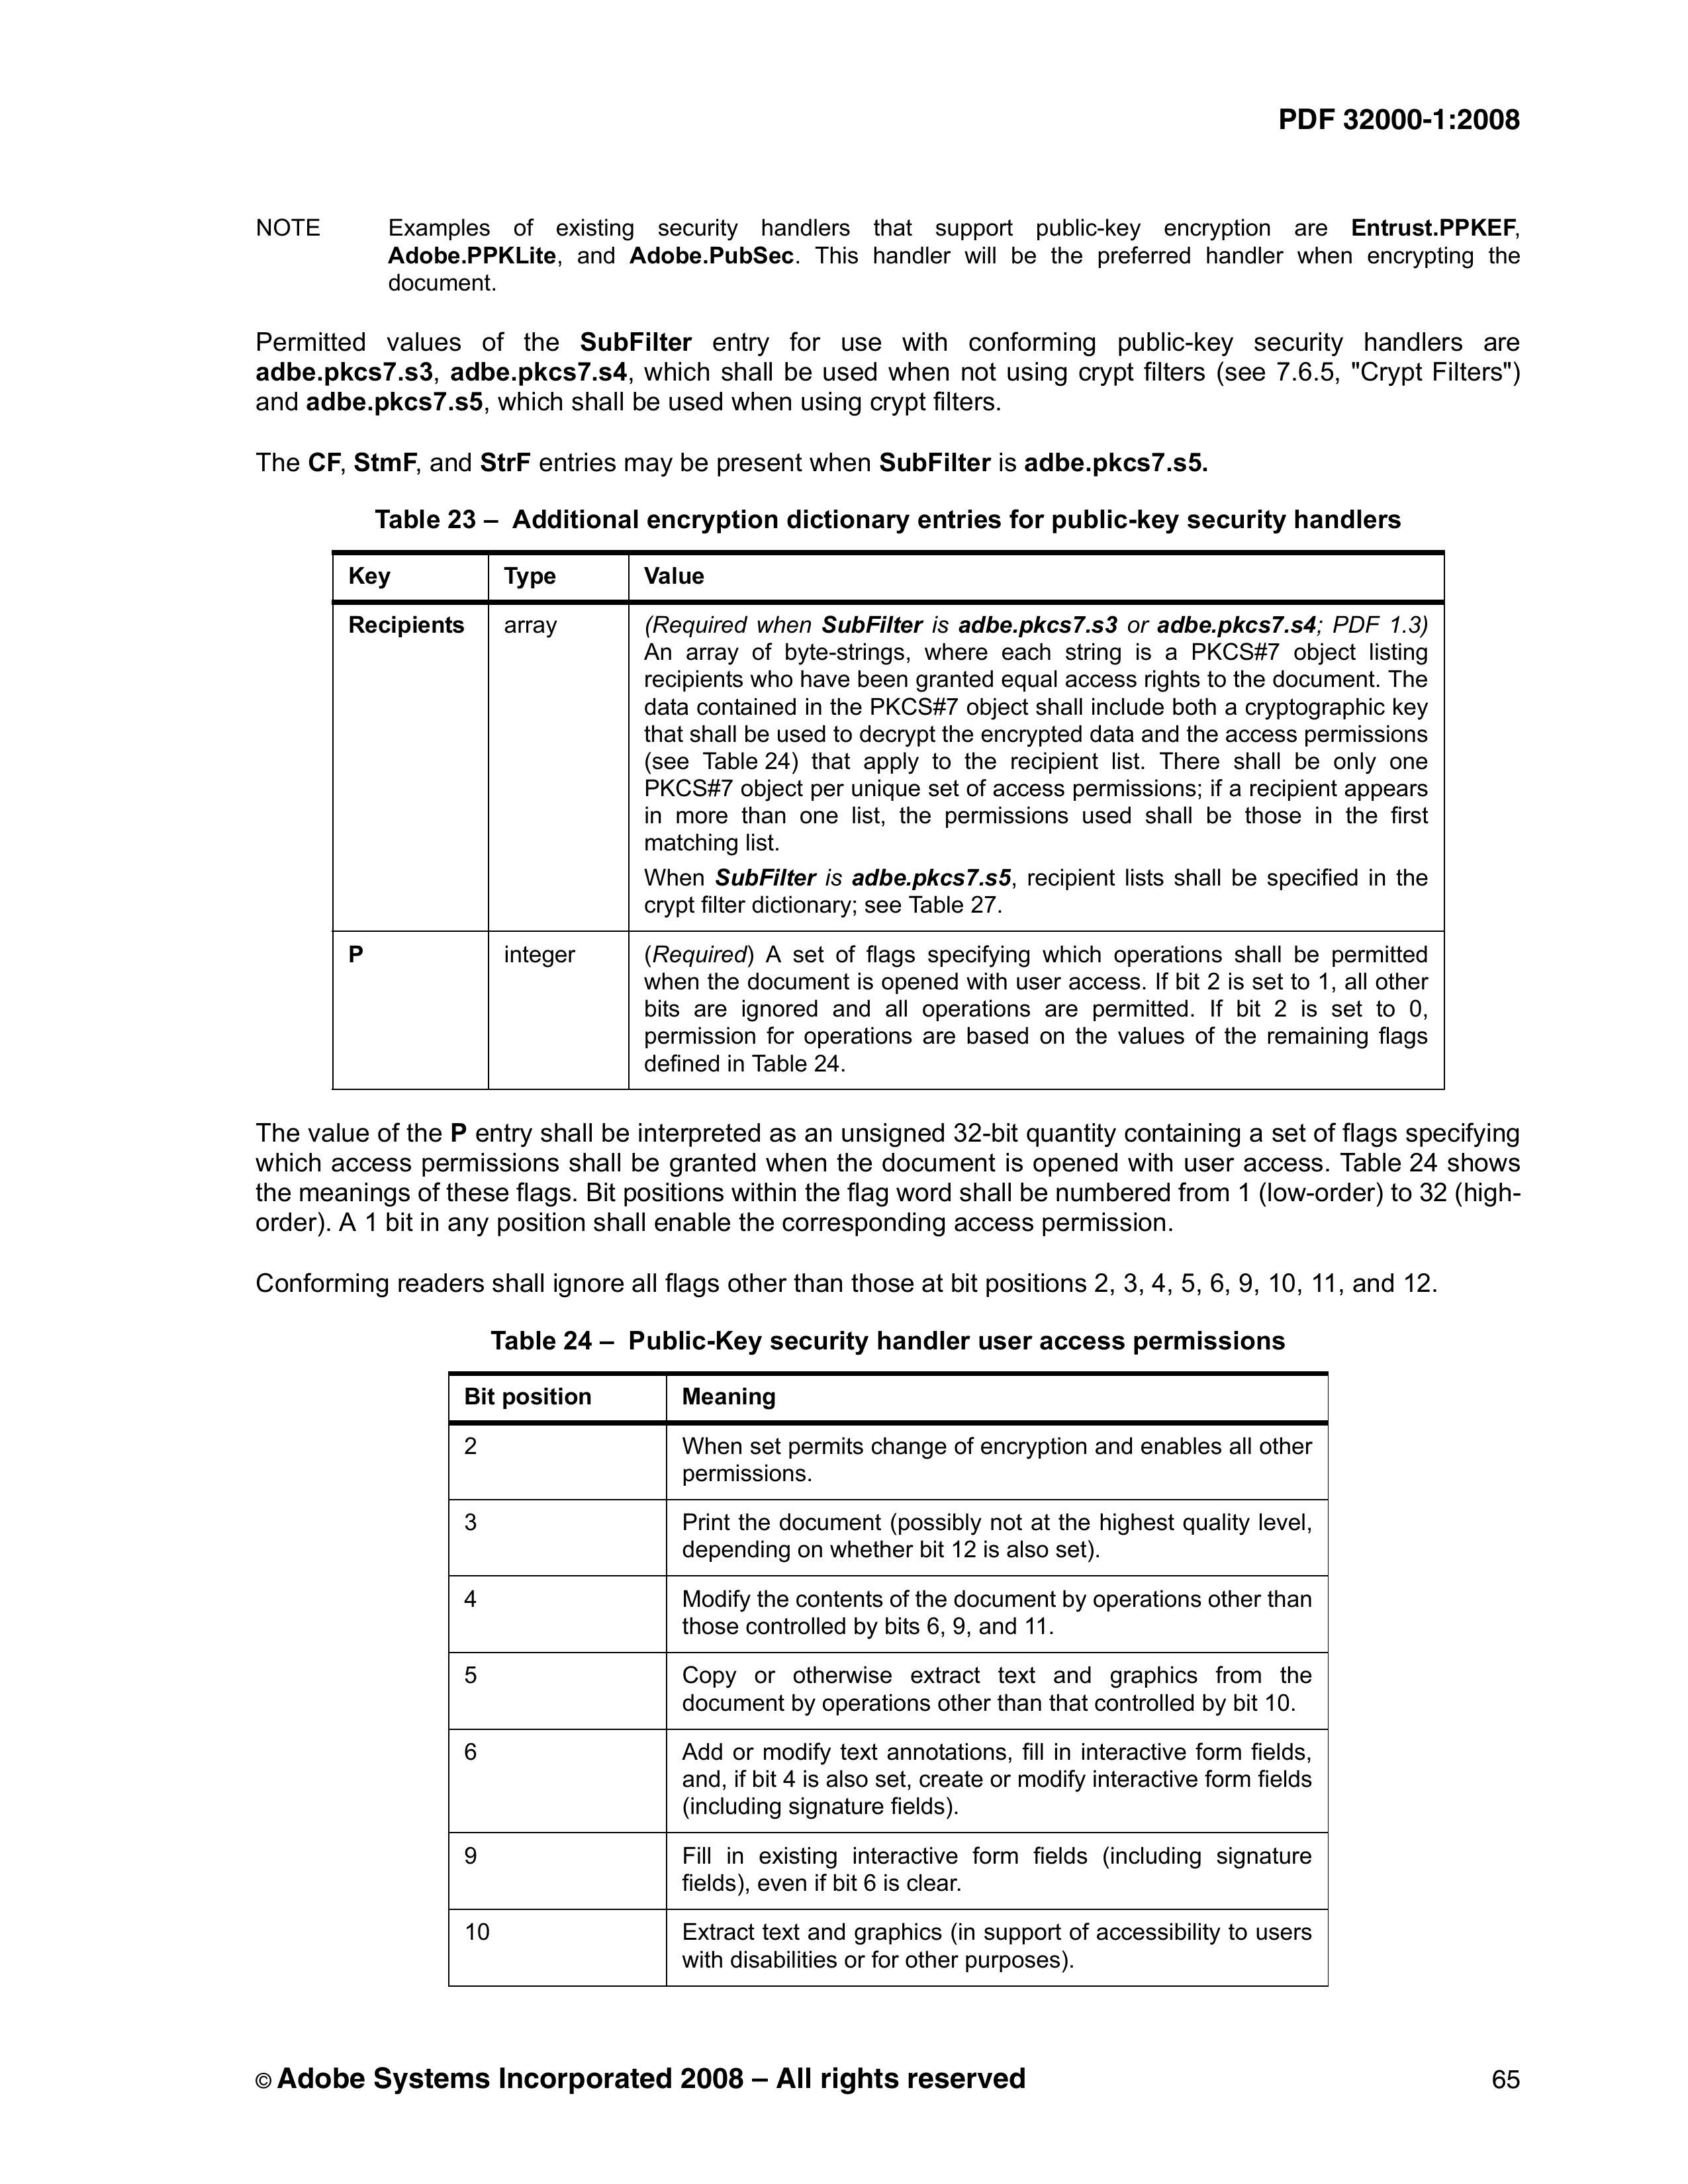 PDF 32000-1:2008
NOTE Examples of existing security handlers that support public-key encryption are Entrust.PPKEF,
Adobe.PPKLite, and Adobe.PubSec. This handler will be the preferred handler when encrypting the
document.
Permitted values of the SubFilter entry for use with conforming public-key security handlers are
adbe.pkcs7.s3, adbe.pkcs7.s4, which shall be used when not using crypt filters (see 7.6.5, "Crypt Filters")
and adbe.pkcs7.s5, which shall be used when using crypt filters.
The CF, StmF, and StrF entries may be present when SubFilter is adbe.pkcs7.s5.
Table 23 – Additional encryption dictionary entries for public-key security handlers
Key Type Value
Recipients array (Required when SubFilter is adbe.pkcs7.s3 or adbe.pkcs7.s4; PDF 1.3)
An array of byte-strings, where each string is a PKCS#7 object listing
recipients who have been granted equal access rights to the document. The
data contained in the PKCS#7 object shall include both a cryptographic key
that shall be used to decrypt the encrypted data and the access permissions
(see Table 24) that apply to the recipient list. There shall be only one
PKCS#7 object per unique set of access permissions; if a recipient appears
in more than one list, the permissions used shall be those in the first
matching list.
When SubFilter is adbe.pkcs7.s5, recipient lists shall be specified in the
crypt filter dictionary; see Table 27.
P integer (Required) A set of flags specifying which operations shall be permitted
when the document is opened with user access. If bit 2 is set to 1, all other
bits are ignored and all operations are permitted. If bit 2 is set to 0,
permission for operations are based on the values of the remaining flags
defined in Table 24.
The value of the P entry shall be interpreted as an unsigned 32-bit quantity containing a set of flags specifying
which access permissions shall be granted when the document is opened with user access. Table 24 shows
the meanings of these flags. Bit positions within the flag word shall be numbered from 1 (low-order) to 32 (high-
order). A 1 bit in any position shall enable the corresponding access permission.
Conforming readers shall ignore all flags other than those at bit positions 2, 3, 4, 5, 6, 9, 10, 11, and 12.
Table 24 – Public-Key security handler user access permissions
Bit position Meaning
2 When set permits change of encryption and enables all other
permissions.
3 Print the document (possibly not at the highest quality level,
depending on whether bit 12 is also set).
4 Modify the contents of the document by operations other than
those controlled by bits 6, 9, and 11.
5 Copy or otherwise extract text and graphics from the
document by operations other than that controlled by bit 10.
6 Add or modify text annotations, fill in interactive form fields,
and, if bit 4 is also set, create or modify interactive form fields
(including signature fields).
9 Fill in existing interactive form fields (including signature
fields), even if bit 6 is clear.
10 Extract text and graphics (in support of accessibility to users
with disabilities or for other purposes).
© Adobe Systems Incorporated 2008 – All rights reserved 65